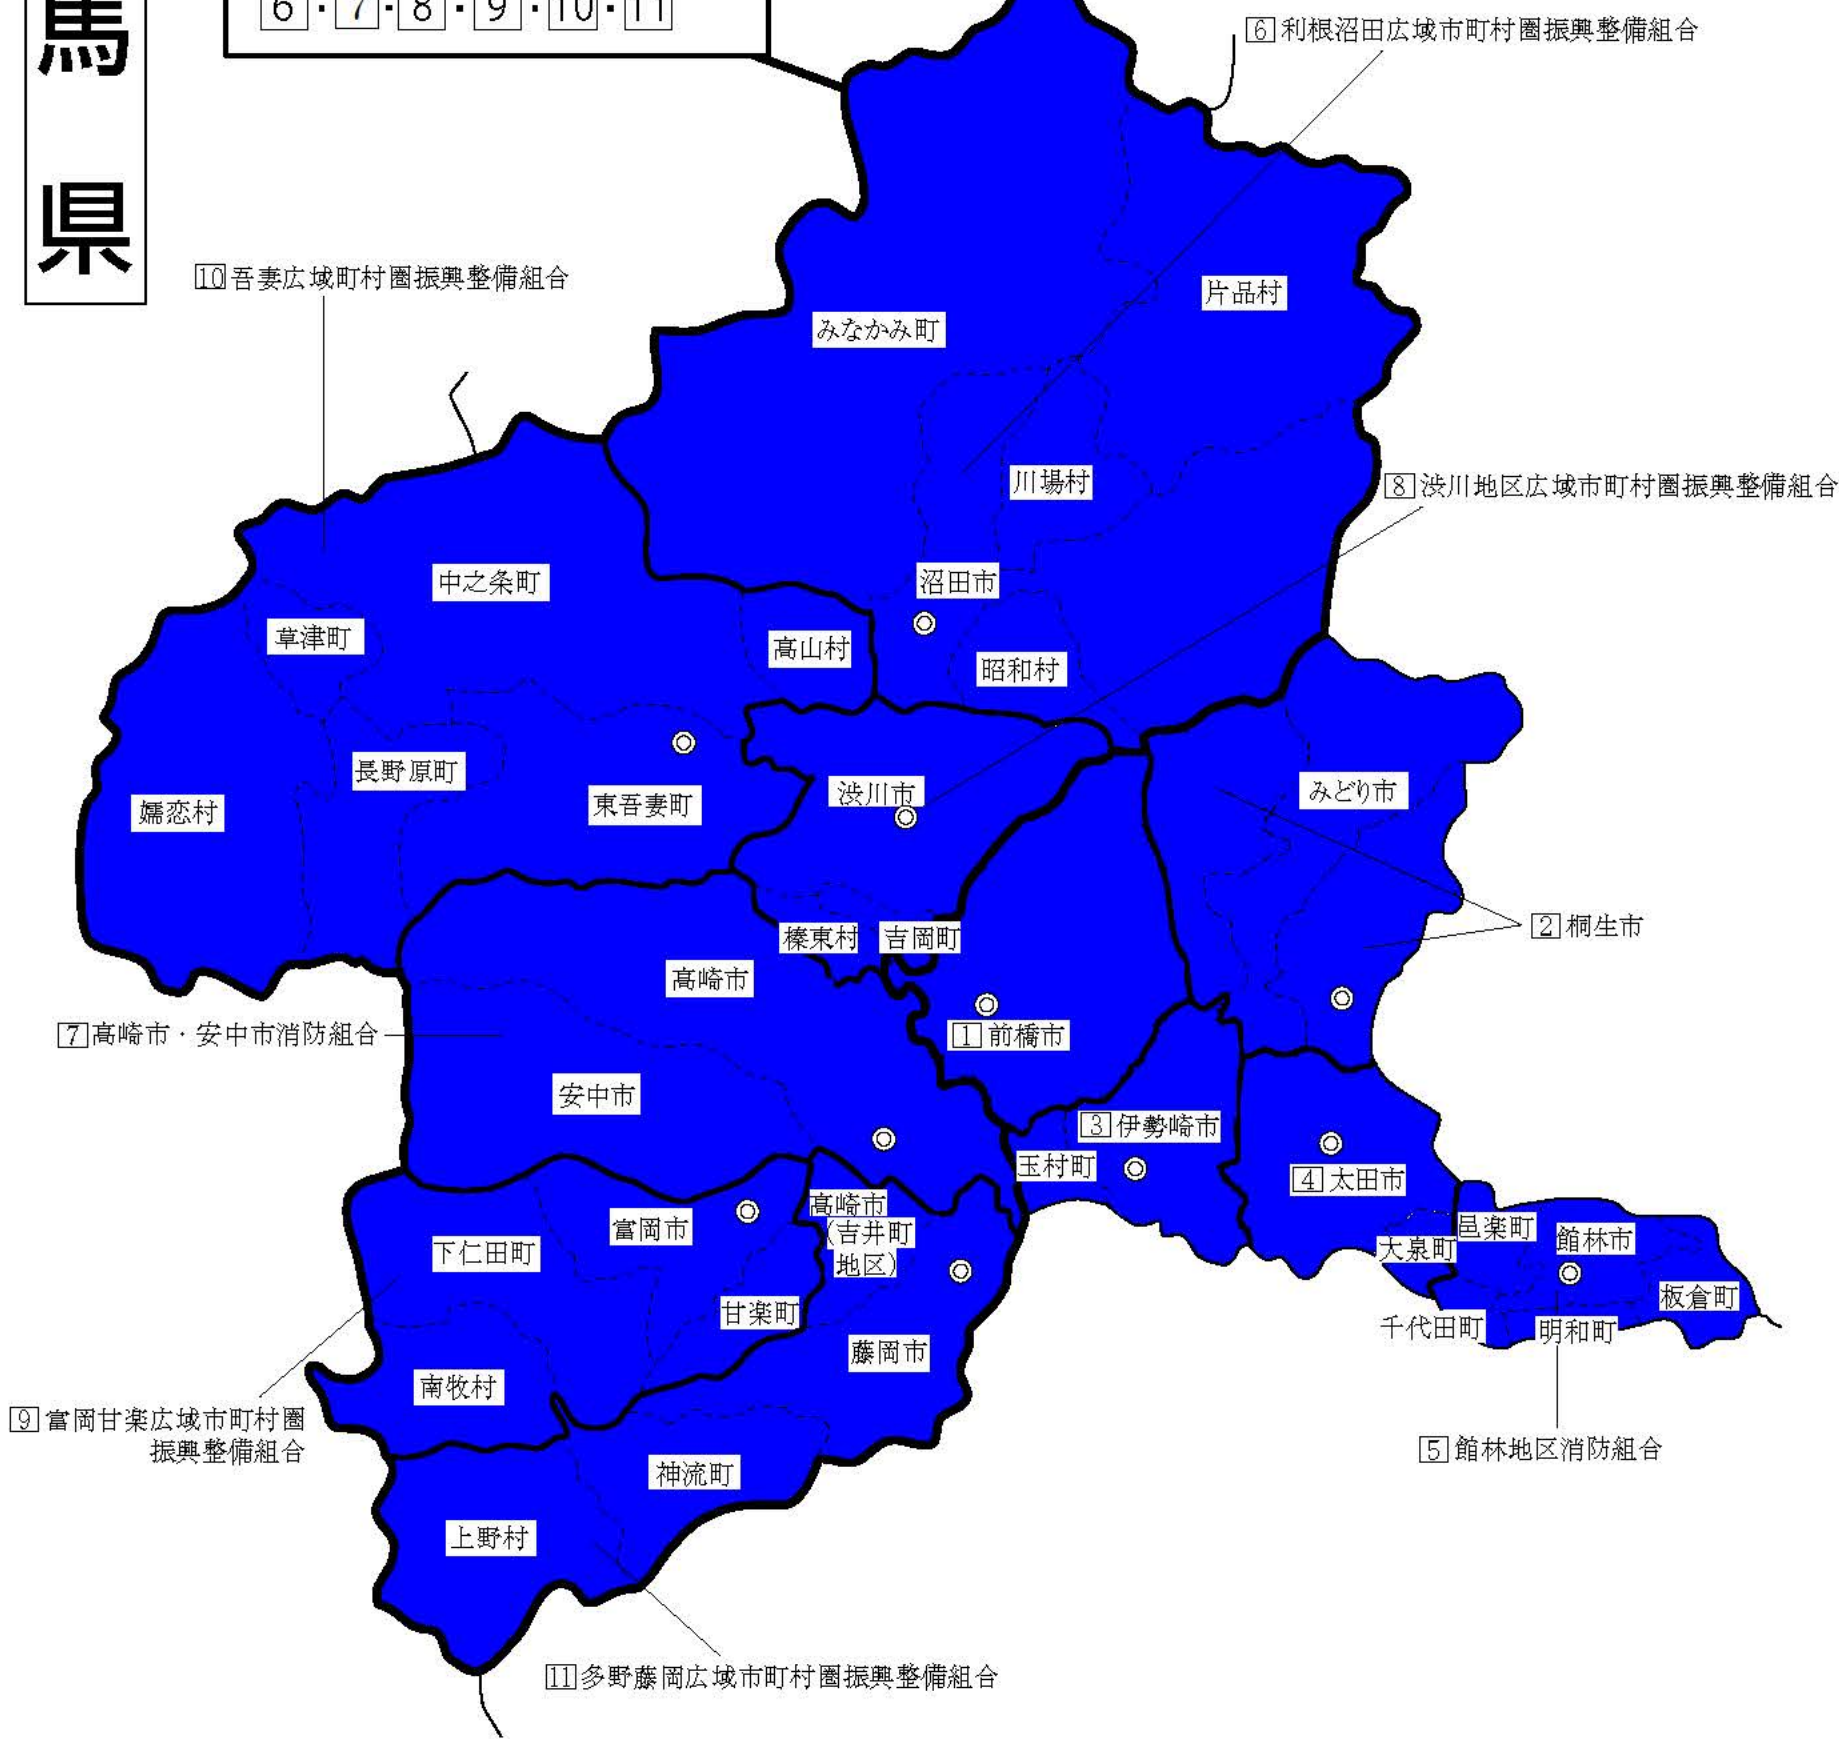 馬
県
6・7・8・9・10・11
6 利根沼田広域市町村圏振興整備組合
10 吾妻広域町村圏振興整備組合
片品村
みなかみ町
川場村
8 渋川地区広域市町村圏振興整備組合
中之条町
沼田市
草津町
高山村
昭和村
長野原町
みどり市
渋川市
東吾妻町
嬬恋村
2 桐生市
榛東村
吉岡町
高崎市
7 高崎市・安中市消防組合
1 前橋市
安中市
3 伊勢崎市
玉村町
4 太田市
高崎市
(吉井町
地区)
富岡市
下仁田町
邑楽町
館林市
大泉町
板倉町
甘楽町
千代田町
明和町
藤岡市
南牧村
9 富岡甘楽広域市町村圏
振興整備組合
5 館林地区消防組合
神流町
上野村
11 多野藤岡広域市町村圏振興整備組合